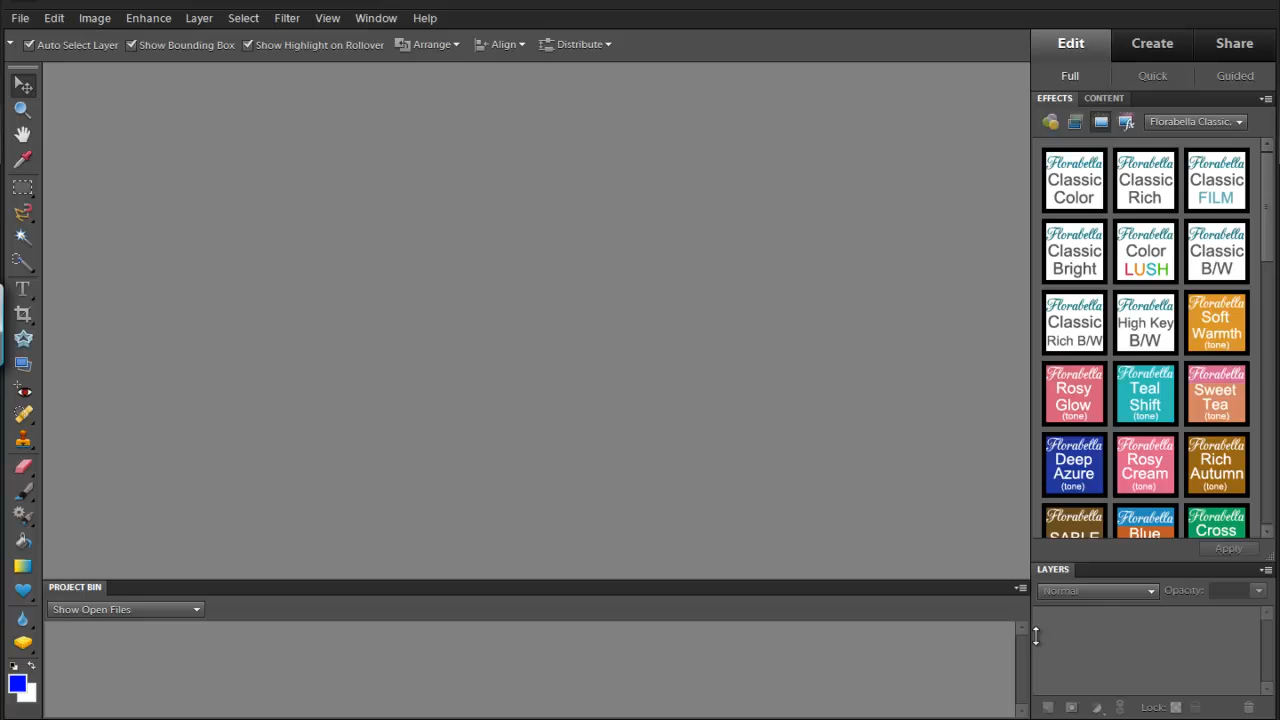 File Edit Image Enhance Layer Select Filter View Window Help
Auto Select Layer Show Bounding Box Show Highlight on Rollover Arrange Align Distribute
Edit Create Share
Full Quick Guided
EFFECTS CONTENT
Florabella Classic.
Florabella Classic Color
Florabella Classic Rich
Florabella Classic FILM
Florabella Classic Bright
Florabella Color LUSH
Florabella Classic B/W
Florabella Classic Rich B/W
Florabella High Key B/W
Florabella Soft Warmth (tone)
Florabella Rosy Glow (tone)
Florabella Teal Shift (tone)
Florabella Sweet Tea (tone)
Florabella Deep Azure (tone)
Florabella Rosy Cream (tone)
Florabella Rich Autumn (tone)
Florabella SABLE
Florabella Blue
Florabella Cross
Apply
LAYERS
Normal Opacity:
Lock:
PROJECT BIN
Show Open Files
T
fx